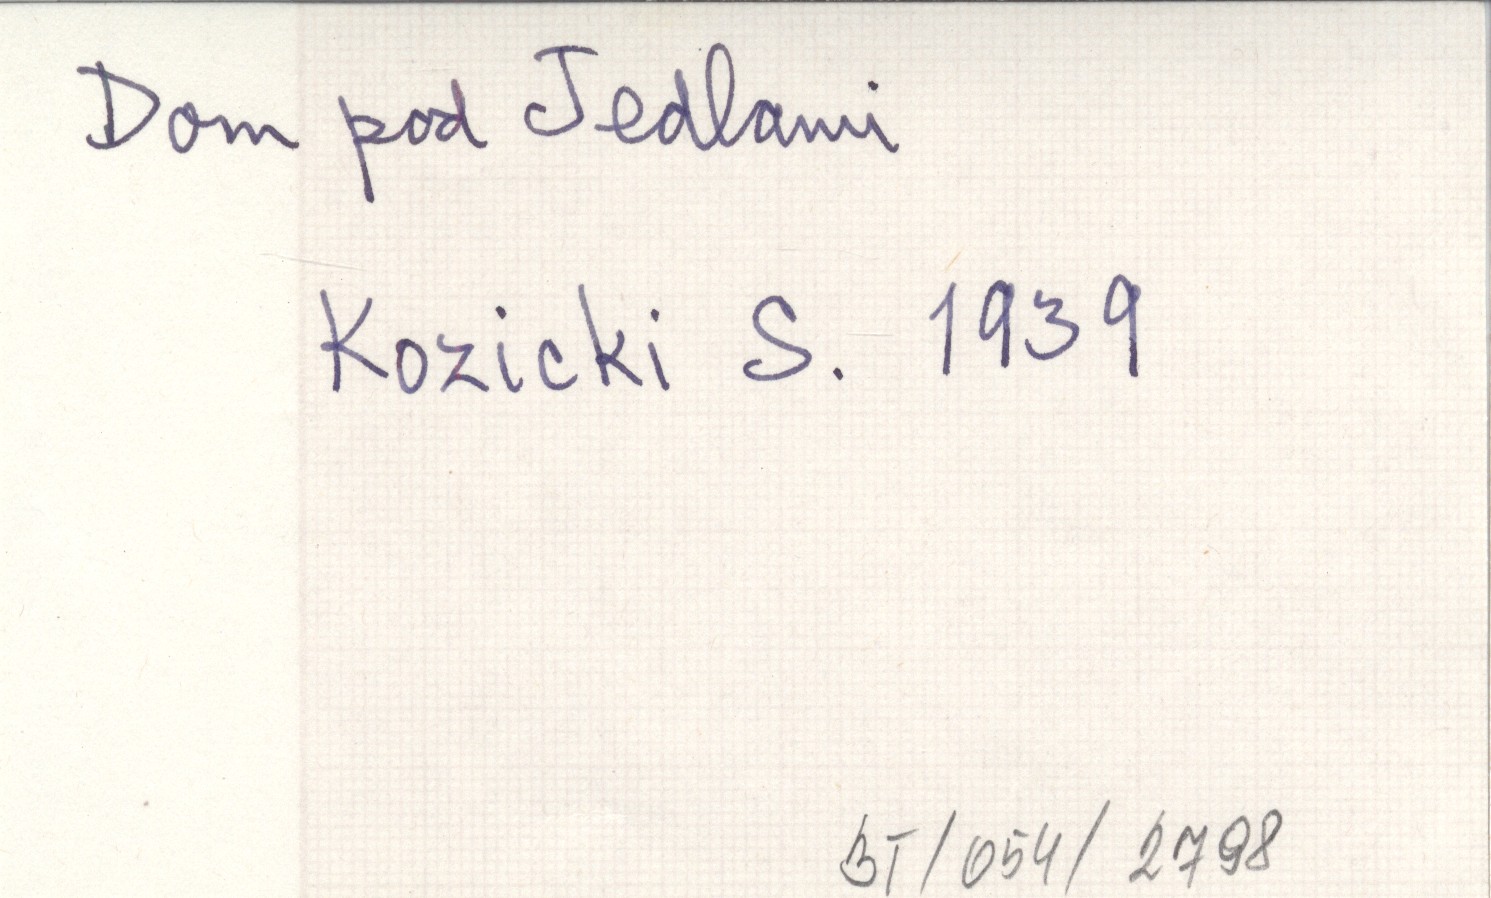 Dom pod Jedlami
Kozicki S. 1939
BT/054/2798